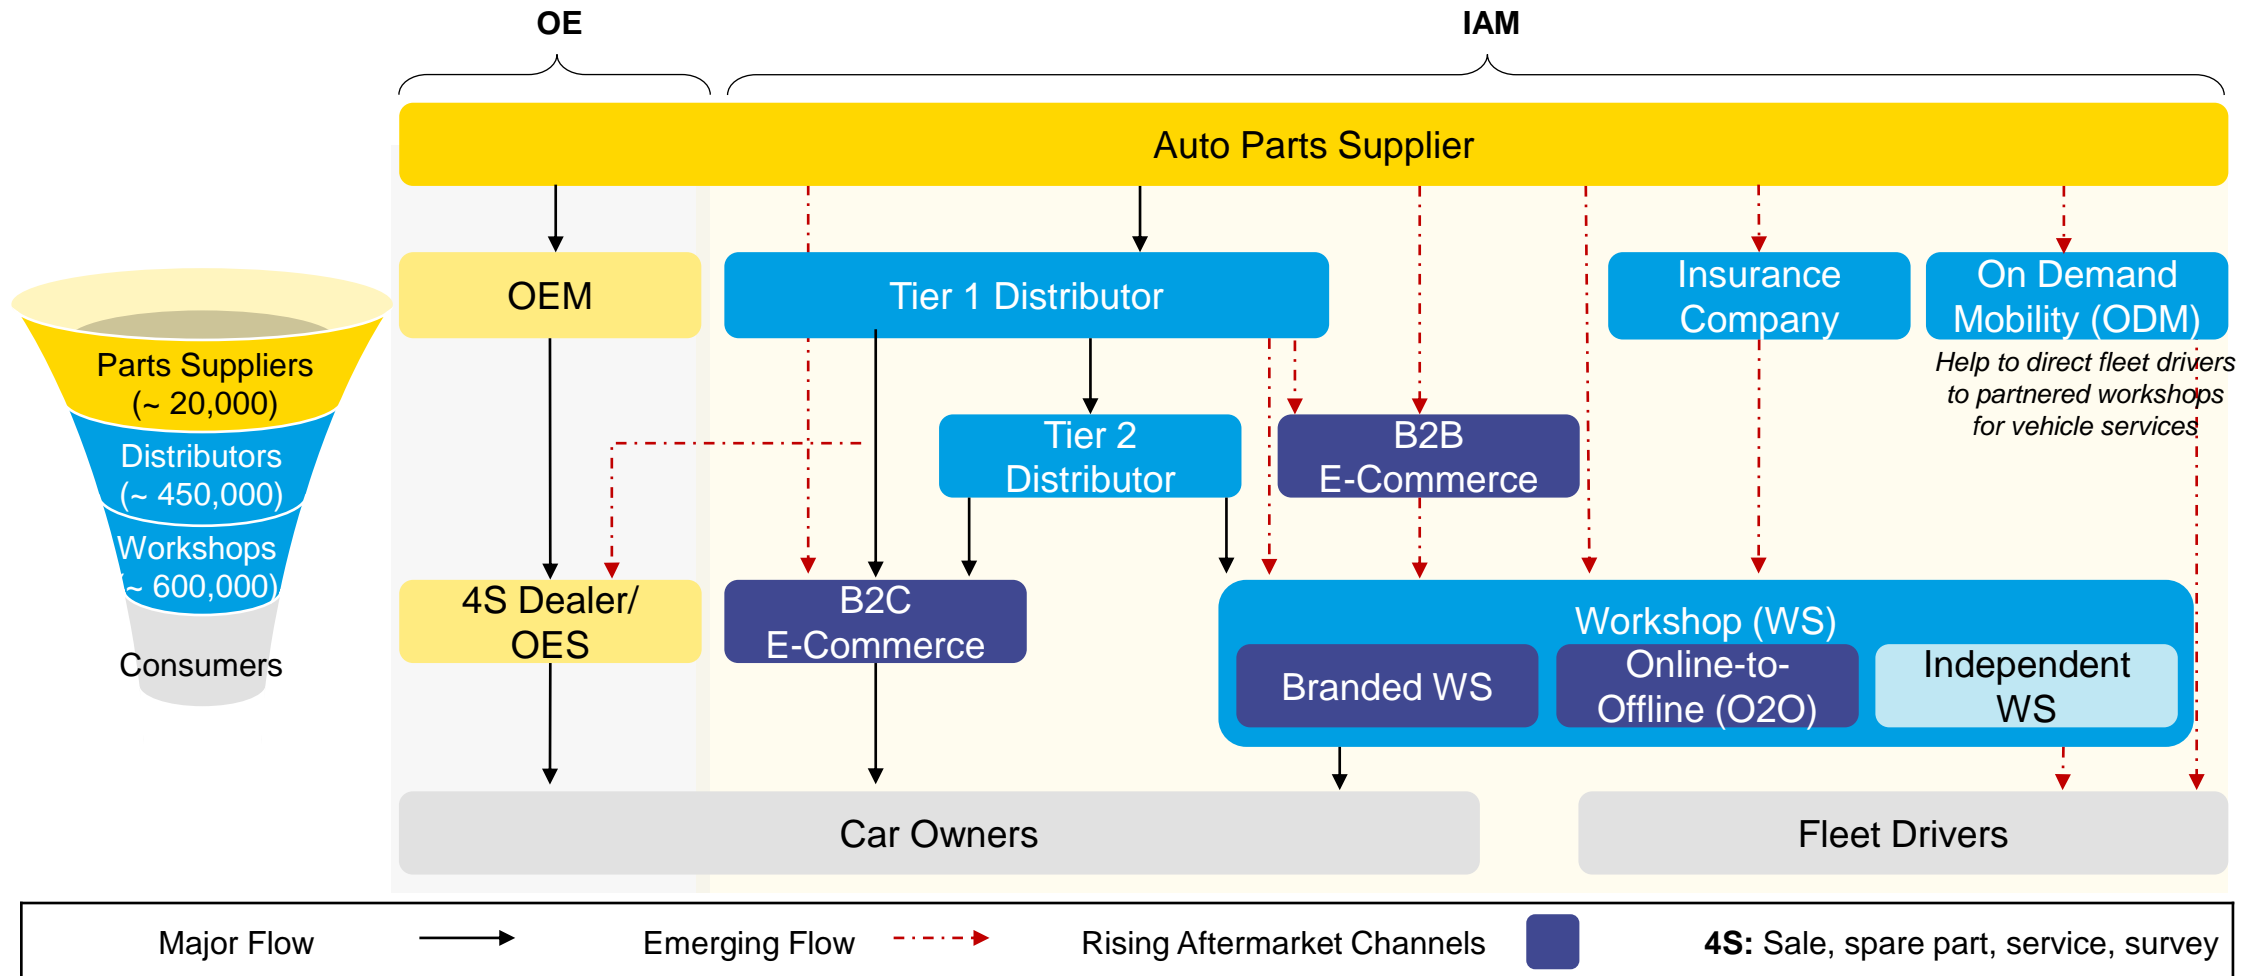 OE
IAM
Auto Parts Supplier
OEM
Tier 1 Distributor
Insurance
Company
On Demand
Mobility (ODM)
Help to direct fleet drivers
to partnered workshops
for vehicle services
Parts Suppliers
(~ 20,000)
Distributors
(~ 450,000)
Workshops
(~ 600,000)
Consumers
Tier 2
Distributor
B2B
E-Commerce
4S Dealer/
OES
B2C
E-Commerce
Workshop (WS)
Branded WS
Online-to-
Offline (O2O)
Independent
WS
Car Owners
Fleet Drivers
Major Flow
Emerging Flow
Rising Aftermarket Channels
4S: Sale, spare part, service, survey